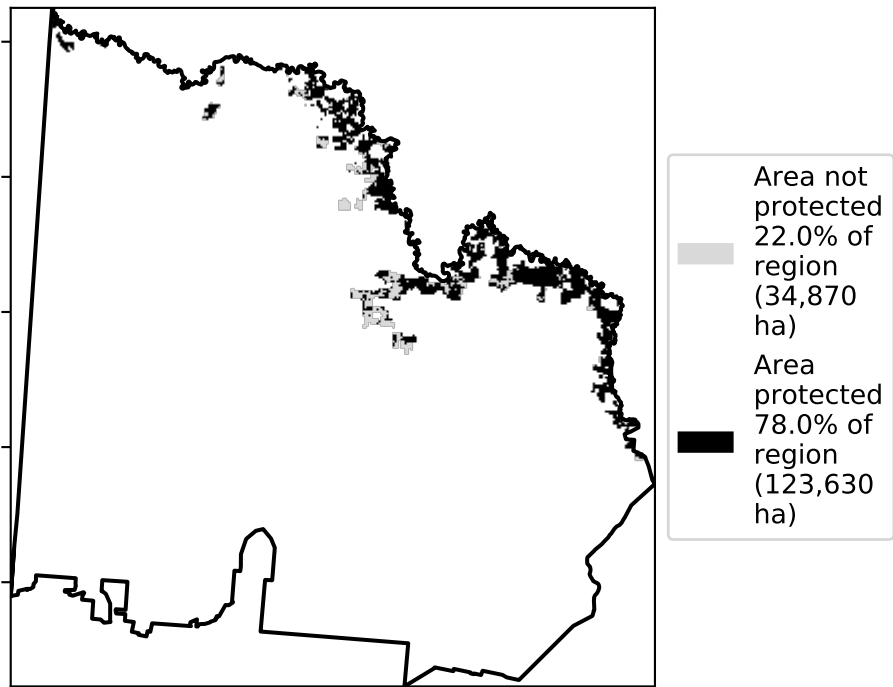 Area not
protected
22.0% of
region
(34,870
ha)
Area
protected
78.0% of
region
(123,630
ha)